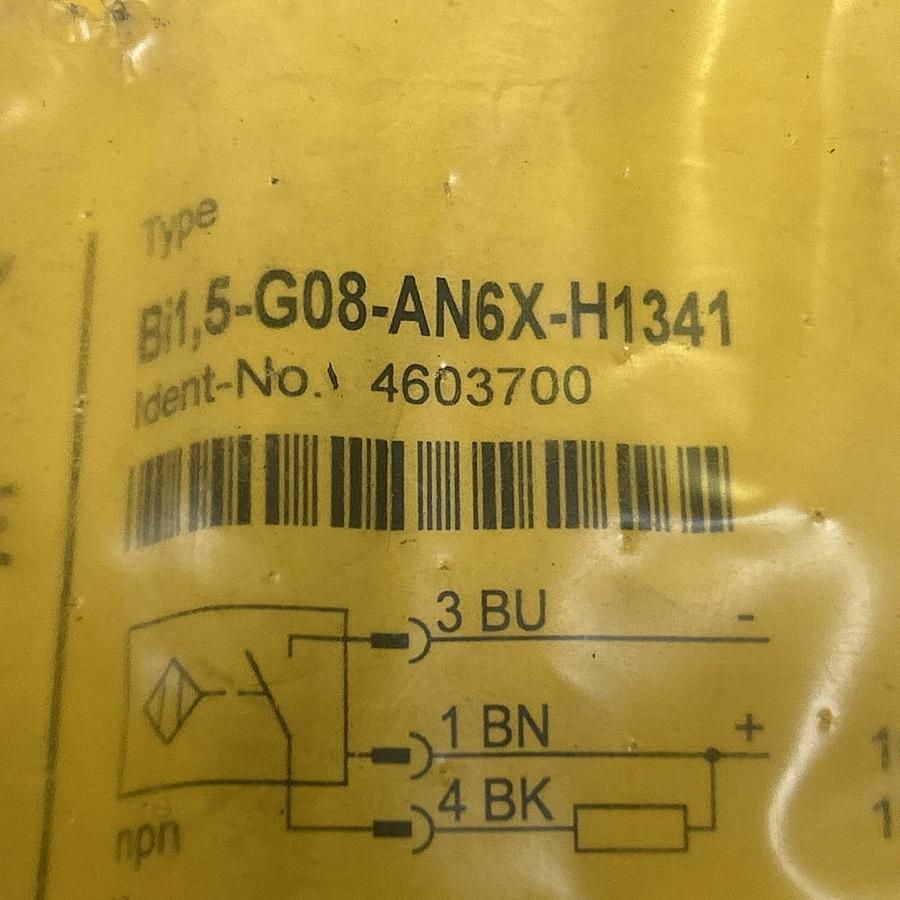 Type
Bi1,5-G08-AN6X-H1341
Ident-No. 4603700
3 BU -
1 BN +
4 BK
npn